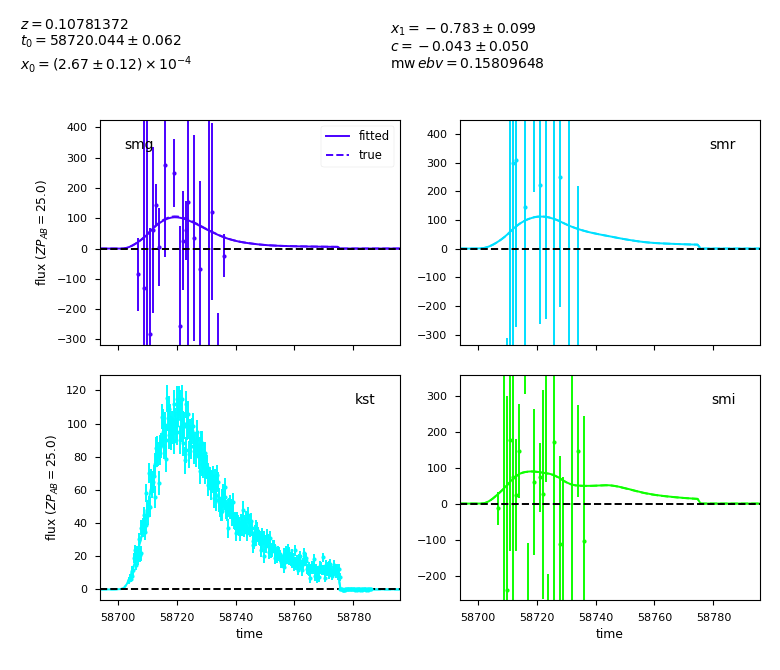 z = 0.10781372
t₀ = 58720.044 ± 0.062
x₀ = (2.67 ± 0.12) × 10⁻⁴
x₁ = −0.783 ± 0.099
c = −0.043 ± 0.050
mw ebv = 0.15809648
smg
fitted
true
400
300
200
100
0
−100
−200
−300
flux (ZP_AB = 25.0)
smr
400
300
200
100
0
−100
−200
−300
kst
120
100
80
60
40
20
0
flux (ZP_AB = 25.0)
58700 58720 58740 58760 58780
time
smi
300
200
100
0
−100
−200
58700 58720 58740 58760 58780
time